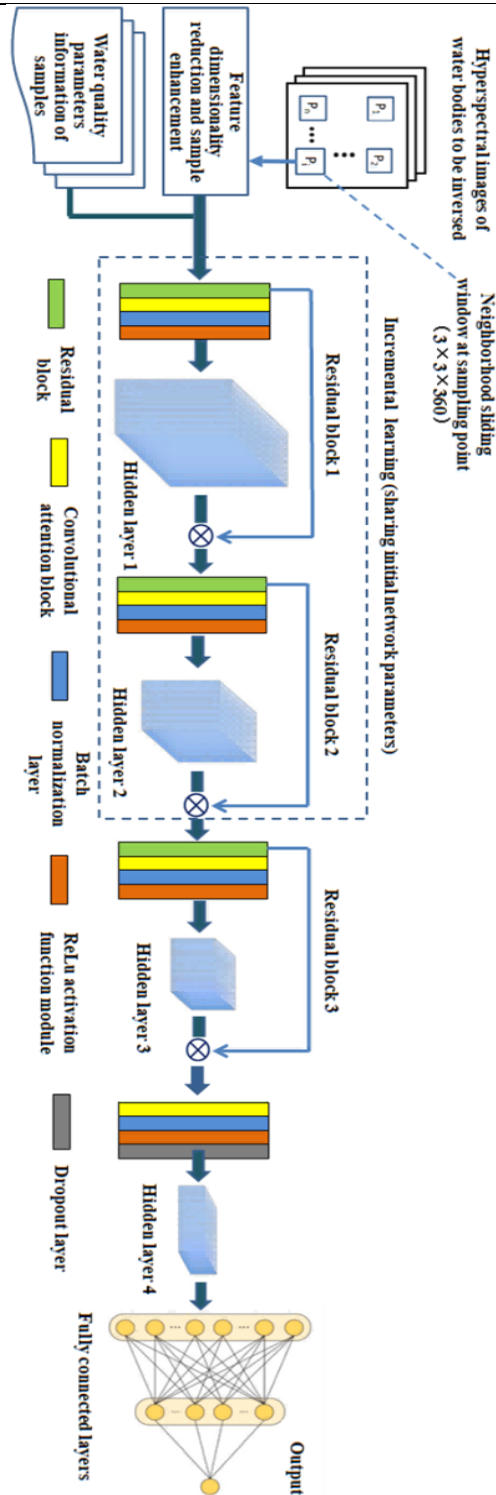 Hyperspectral images of
water bodies to be inversed
P1
P2
Pn
Pi
Neighborhood sliding
window at sampling point
(3×3×360)
Feature
dimensionality
reduction and sample
enhancement
Water quality
parameters
information of
samples
Incremental learning (sharing initial network parameters)
Residual block 1
Hidden layer 1
Residual block 2
Hidden layer 2
Residual block 3
Hidden layer 3
Hidden layer 4
Output
Fully connected layers
Residual
block
Convolutional
attention block
Batch
normalization
layer
ReLu activation
function module
Dropout layer